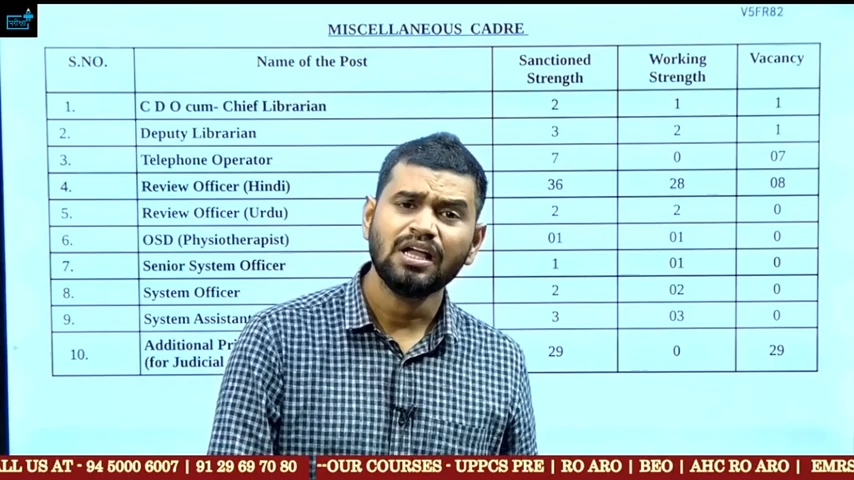 परीक्षा
V5FR82
MISCELLANEOUS CADRE
S.NO. Name of the Post Sanctioned Strength Working Strength Vacancy
1. C D O cum- Chief Librarian 2 1 1
2. Deputy Librarian 3 2 1
3. Telephone Operator 7 0 07
4. Review Officer (Hindi) 36 28 08
5. Review Officer (Urdu) 2 2 0
6. OSD (Physiotherapist) 01 01 0
7. Senior System Officer 1 01 0
8. System Officer 2 02 0
9. System Assistant 3 03 0
10. Additional (for Judicial 29 0 29
ALL US AT - 94 5000 6007 | 91 29 69 70 80 --OUR COURSES - UPPCS PRE | RO ARO | BEO | AHC RO ARO | EMRS